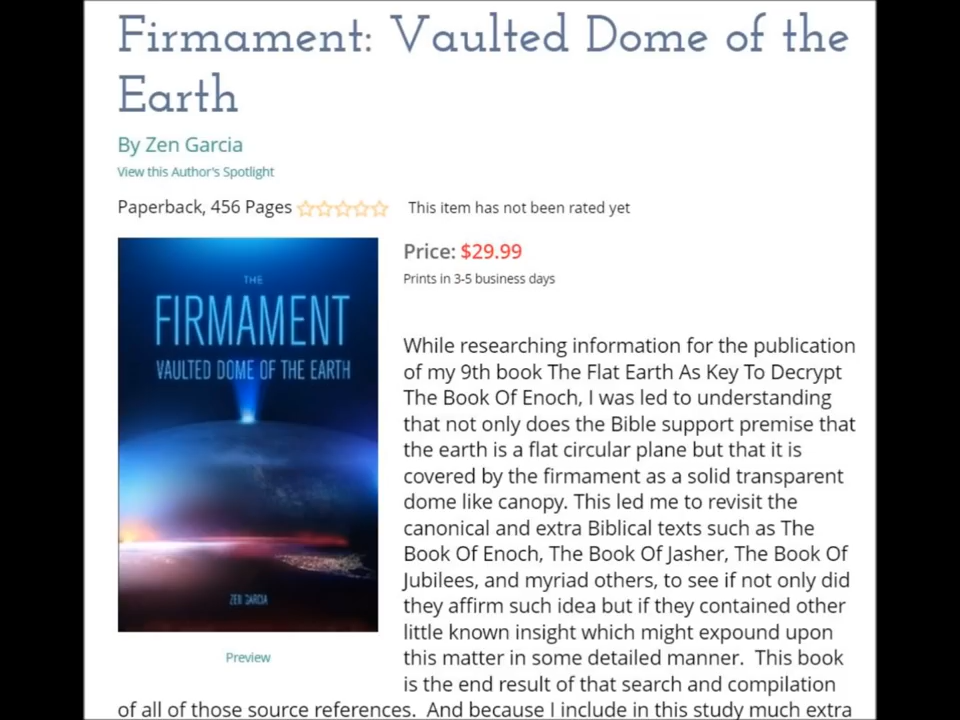 Firmament: Vaulted Dome of the
Earth
By Zen Garcia
View this Author's Spotlight
Paperback, 456 Pages
This item has not been rated yet
Price: $29.99
Prints in 3-5 business days
THE
FIRMAMENT
VAULTED DOME OF THE EARTH
ZEN GARCIA
Preview
While researching information for the publication
of my 9th book The Flat Earth As Key To Decrypt
The Book Of Enoch, I was led to understanding
that not only does the Bible support premise that
the earth is a flat circular plane but that it is
covered by the firmament as a solid transparent
dome like canopy. This led me to revisit the
canonical and extra Biblical texts such as The
Book Of Enoch, The Book Of Jasher, The Book Of
Jubilees, and myriad others, to see if not only did
they affirm such idea but if they contained other
little known insight which might expound upon
this matter in some detailed manner. This book
is the end result of that search and compilation
of all of those source references. And because I include in this study much extra